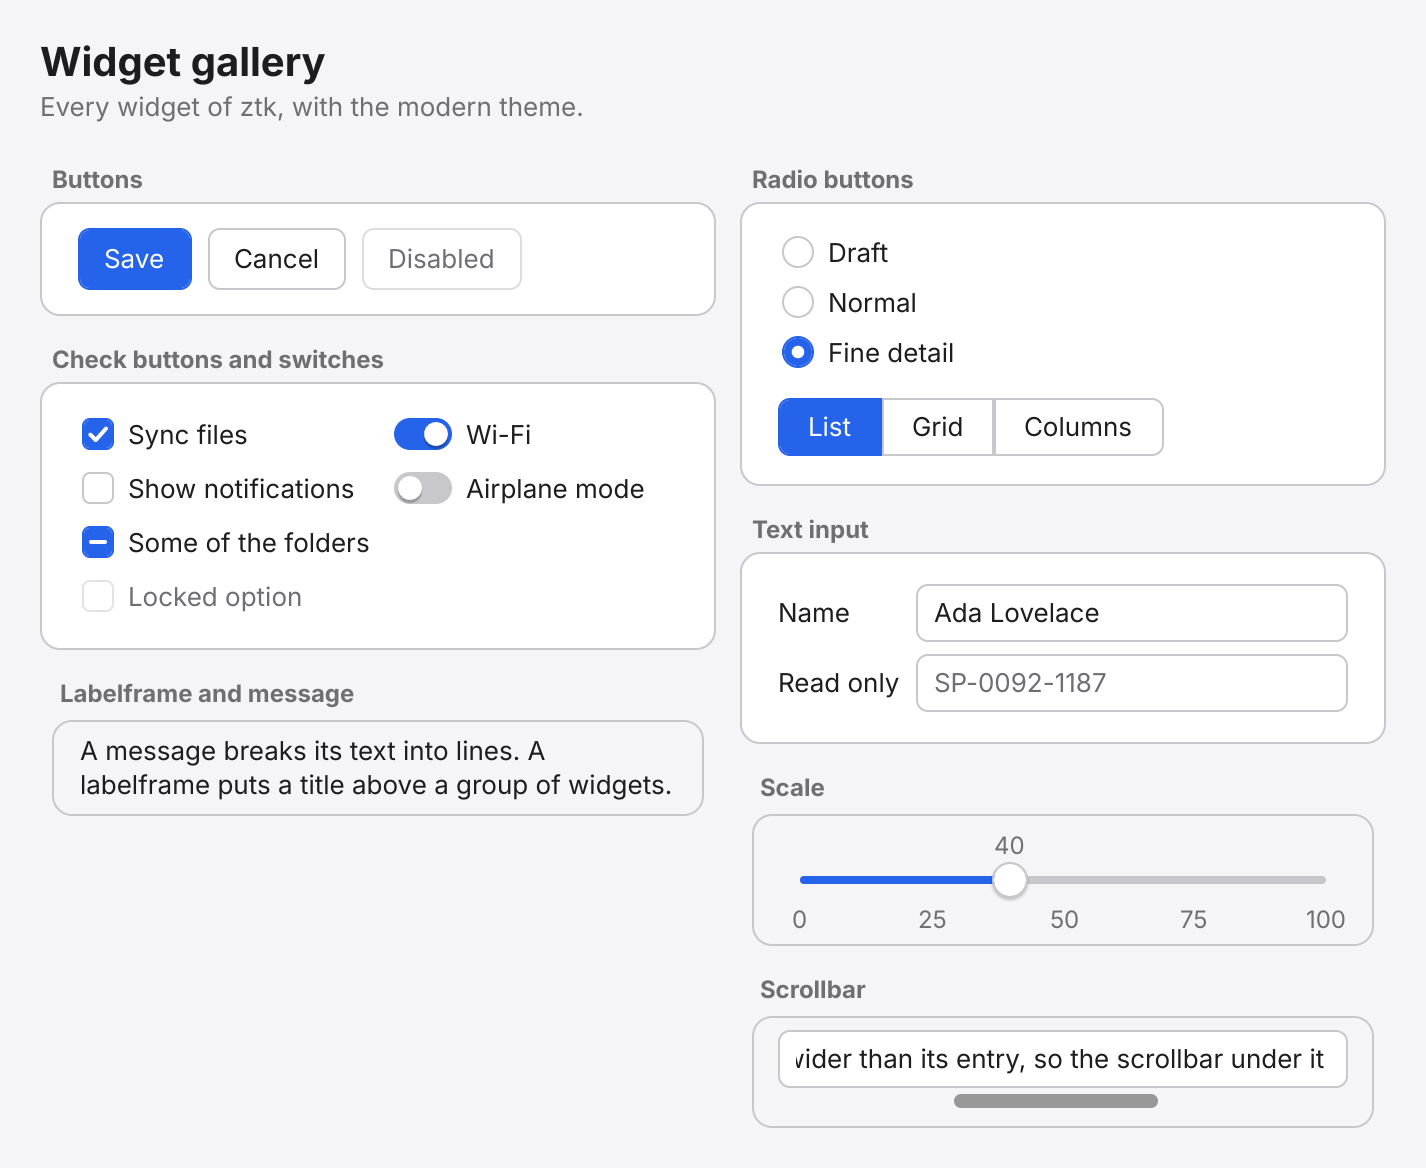 Widget gallery
Every widget of ztk, with the modern theme.
Buttons
Save
Cancel
Disabled
Check buttons and switches
Sync files
Wi-Fi
Show notifications
Airplane mode
Some of the folders
Locked option
Labelframe and message
A message breaks its text into lines. A
labelframe puts a title above a group of widgets.
Radio buttons
Draft
Normal
Fine detail
List
Grid
Columns
Text input
Name
Ada Lovelace
Read only
SP-0092-1187
Scale
40
0
25
50
75
100
Scrollbar
than its entry, so the scrollbar under it